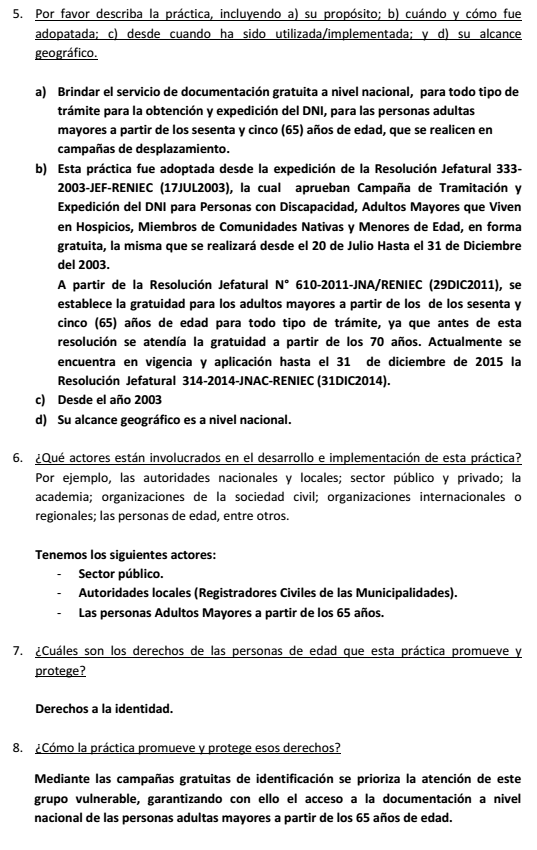 5. Por favor describa la práctica, incluyendo a) su propósito; b) cuándo y cómo fue
adopatada; c) desde cuando ha sido utilizada/implementada; y d) su alcance
geográfico.
a) Brindar el servicio de documentación gratuita a nivel nacional, para todo tipo de
trámite para la obtención y expedición del DNI, para las personas adultas
mayores a partir de los sesenta y cinco (65) años de edad, que se realicen en
campañas de desplazamiento.
b) Esta práctica fue adoptada desde la expedición de la Resolución Jefatural 333-
2003-JEF-RENIEC (17JUL2003), la cual aprueban Campaña de Tramitación y
Expedición del DNI para Personas con Discapacidad, Adultos Mayores que Viven
en Hospicios, Miembros de Comunidades Nativas y Menores de Edad, en forma
gratuita, la misma que se realizará desde el 20 de Julio Hasta el 31 de Diciembre
del 2003.
A partir de la Resolución Jefatural N° 610-2011-JNA/RENIEC (29DIC2011), se
establece la gratuidad para los adultos mayores a partir de los de los sesenta y
cinco (65) años de edad para todo tipo de trámite, ya que antes de esta
resolución se atendía la gratuidad a partir de los 70 años. Actualmente se
encuentra en vigencia y aplicación hasta el 31 de diciembre de 2015 la
Resolución Jefatural 314-2014-JNAC-RENIEC (31DIC2014).
c) Desde el año 2003
d) Su alcance geográfico es a nivel nacional.
6. ¿Qué actores están involucrados en el desarrollo e implementación de esta práctica?
Por ejemplo, las autoridades nacionales y locales; sector público y privado; la
academia; organizaciones de la sociedad civil; organizaciones internacionales o
regionales; las personas de edad, entre otros.
Tenemos los siguientes actores:
- Sector público.
- Autoridades locales (Registradores Civiles de las Municipalidades).
- Las personas Adultos Mayores a partir de los 65 años.
7. ¿Cuáles son los derechos de las personas de edad que esta práctica promueve y
protege?
Derechos a la identidad.
8. ¿Cómo la práctica promueve y protege esos derechos?
Mediante las campañas gratuitas de identificación se prioriza la atención de este
grupo vulnerable, garantizando con ello el acceso a la documentación a nivel
nacional de las personas adultas mayores a partir de los 65 años de edad.